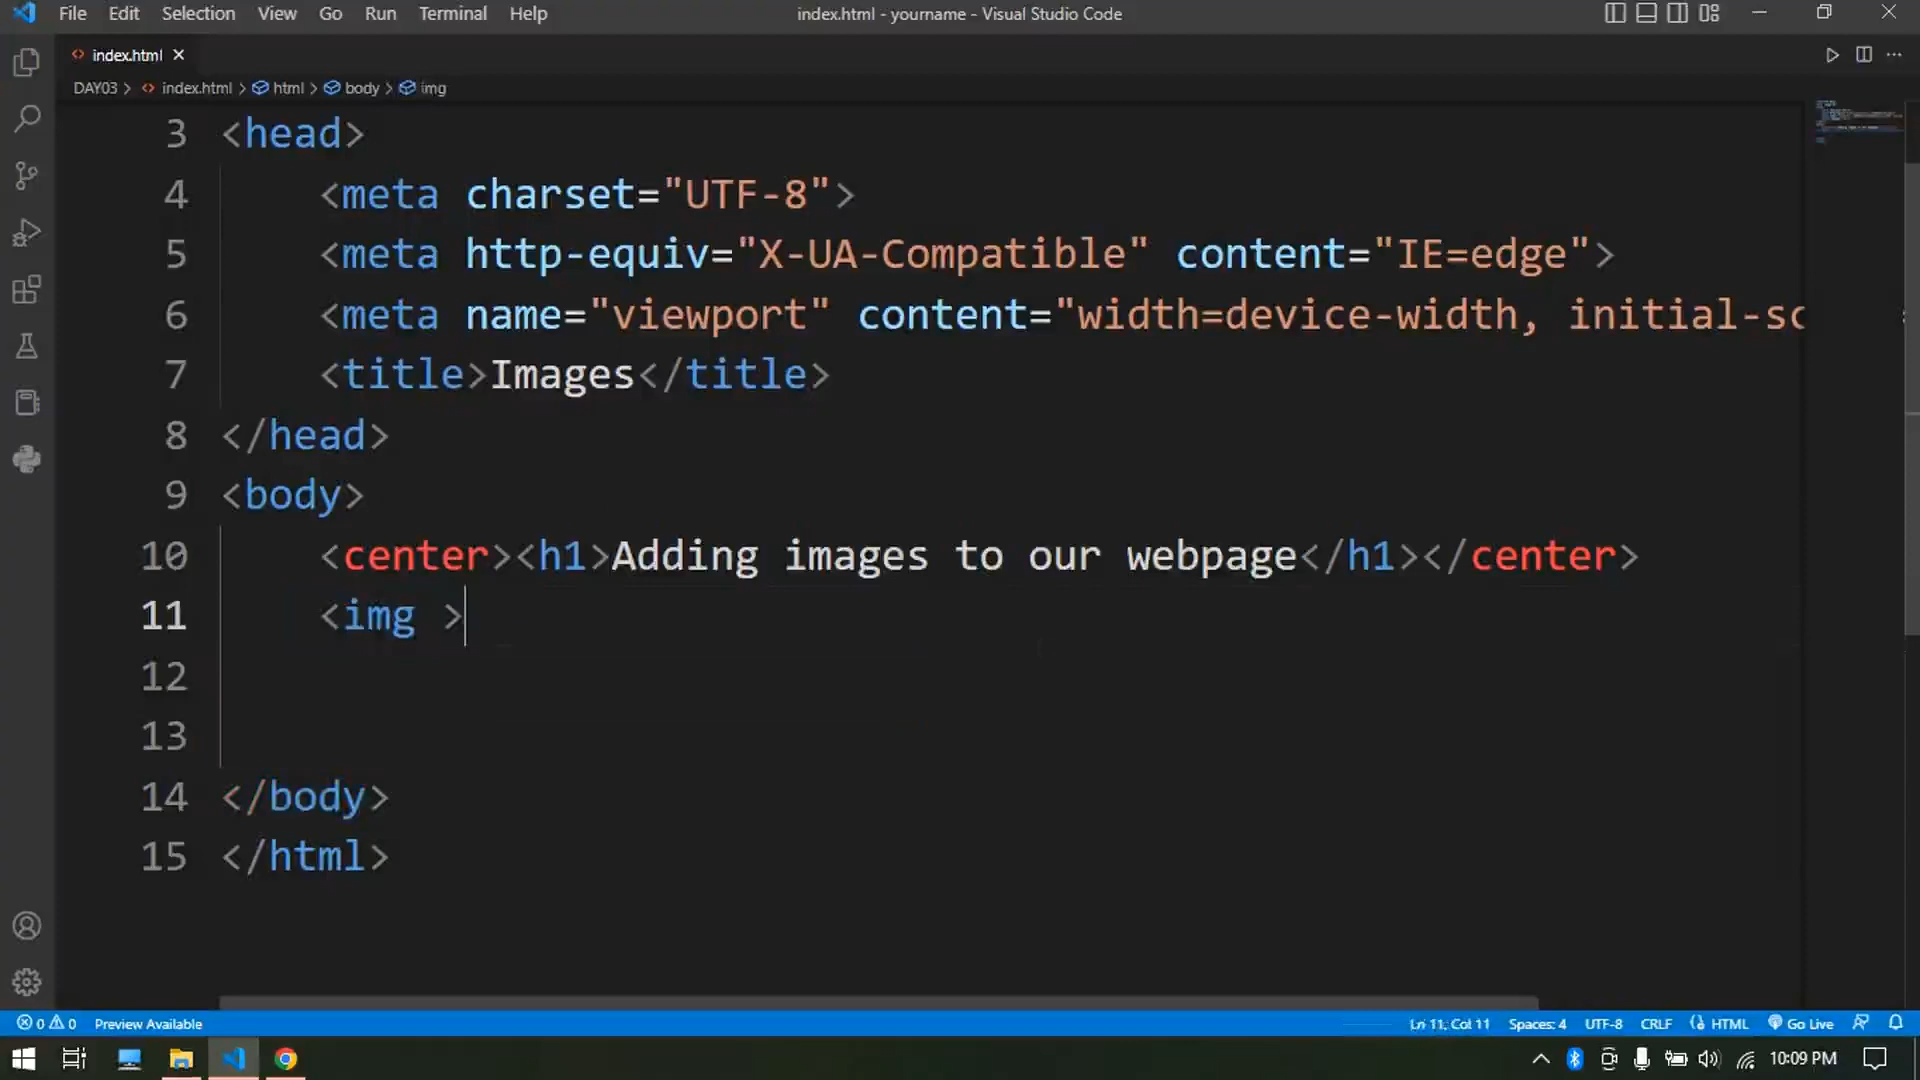 File Edit Selection View Go Run Terminal Help index.html - yourname - Visual Studio Code
index.html
DAY03 > index.html > html > body > img
3 <head>
4 <meta charset="UTF-8">
5 <meta http-equiv="X-UA-Compatible" content="IE=edge">
6 <meta name="viewport" content="width=device-width, initial-sc
7 <title>Images</title>
8 </head>
9 <body>
10 <center><h1>Adding images to our webpage</h1></center>
11 <img >
12
13
14 </body>
15 </html>
0 0 Preview Available Ln 11, Col 11 Spaces: 4 UTF-8 CRLF HTML Go Live
10:09 PM